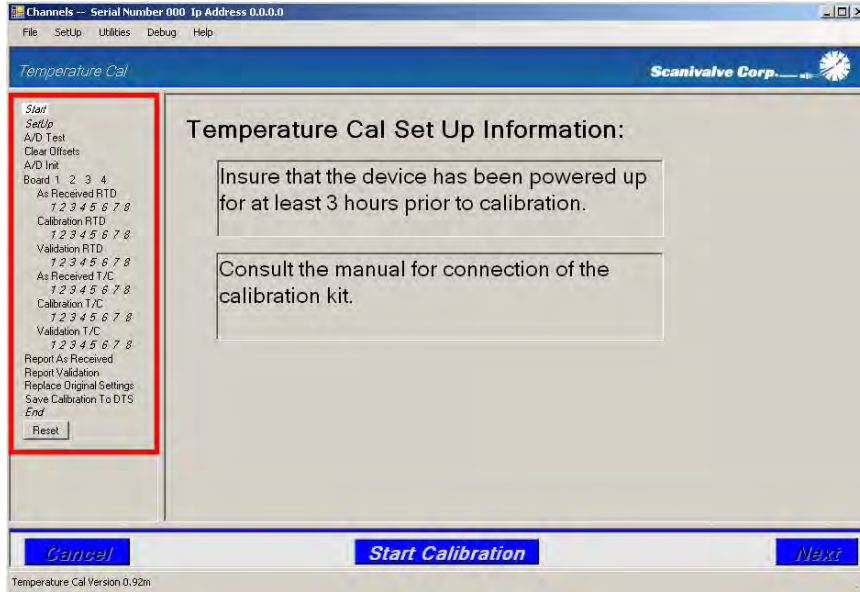 Channels -- Serial Number 000 Ip Address 0.0.0.0
File SetUp Utilities Debug Help
Temperature Cal
Scanivalve Corp.
Start
SetUp
A/D Test
Clear Offsets
A/D Init
Board 1 2 3 4
As Received RTD
1 2 3 4 5 6 7 8
Calibration RTD
1 2 3 4 5 6 7 8
Validation RTD
1 2 3 4 5 6 7 8
As Received T/C
1 2 3 4 5 6 7 8
Calibration T/C
1 2 3 4 5 6 7 8
Validation T/C
1 2 3 4 5 6 7 8
Report As Received
Report Validation
Replace Original Settings
Save Calibration To DTS
End
Reset
Temperature Cal Set Up Information:
Insure that the device has been powered up
for at least 3 hours prior to calibration.
Consult the manual for connection of the
calibration kit.
Cancel
Start Calibration
Next
Temperature Cal Version 0.92m